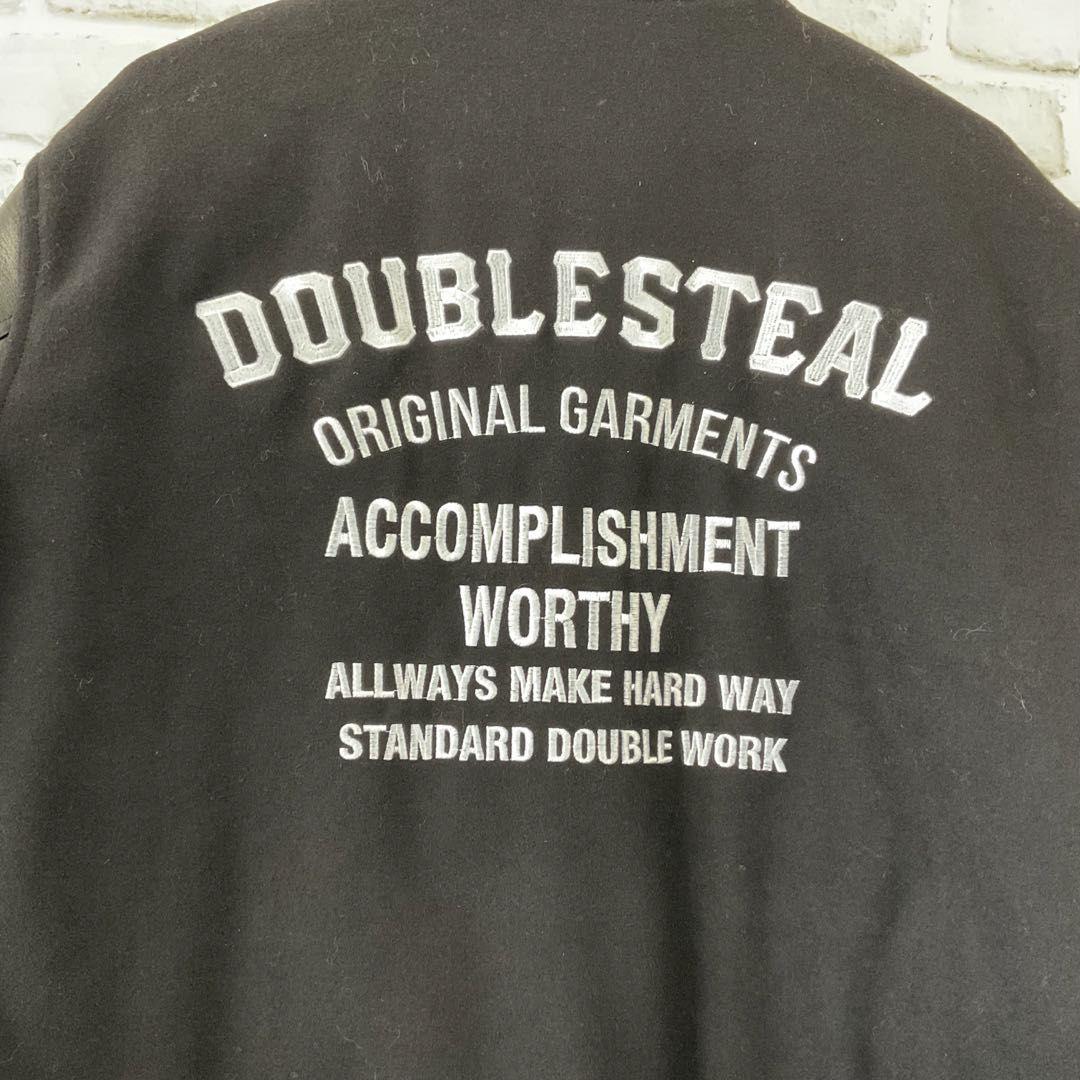 DOUBLESTEAL
ORIGINAL GARMENTS
ACCOMPLISHMENT
WORTHY
ALLWAYS MAKE HARD WAY
STANDARD DOUBLE WORK